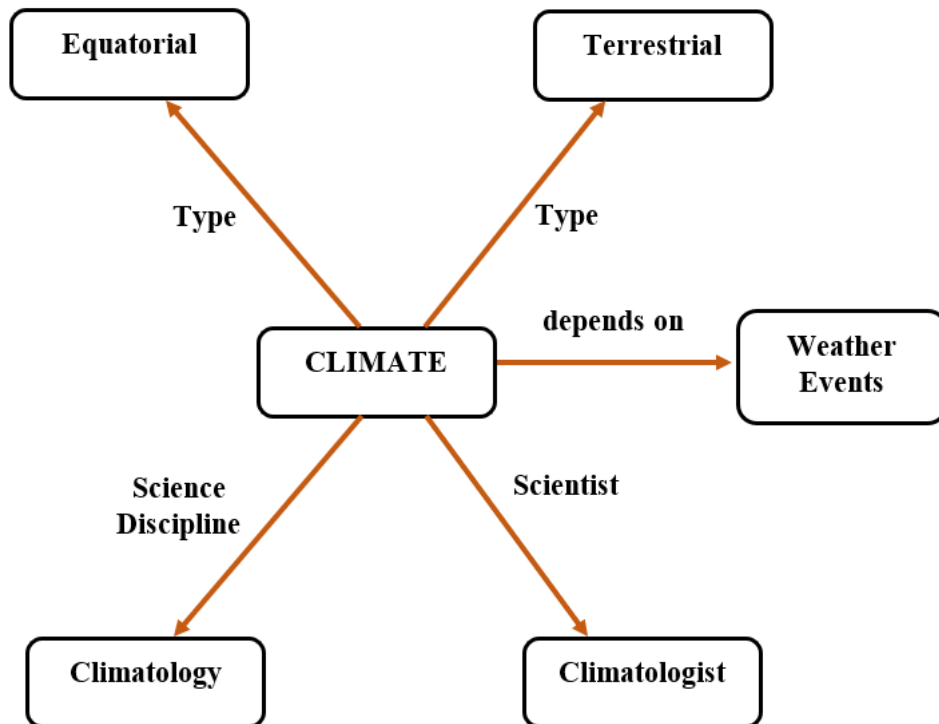 Equatorial
Terrestrial
Type
Type
depends on
CLIMATE
Weather
Events
Science
Discipline
Scientist
Climatology
Climatologist